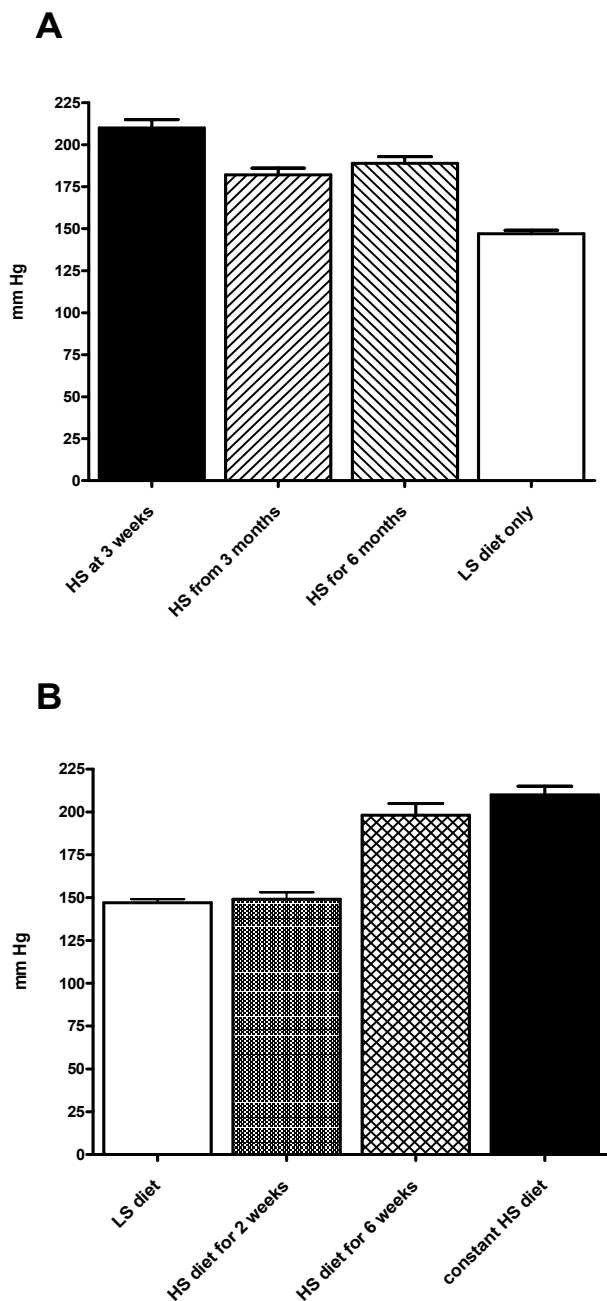 A
225
200
175
150
125
100
75
50
25
0
mm Hg
HS at 3 weeks
HS from 3 months
HS for 6 months
LS diet only
B
225
200
175
150
125
100
75
50
25
0
mm Hg
LS diet
HS diet for 2 weeks
HS diet for 6 weeks
constant HS diet